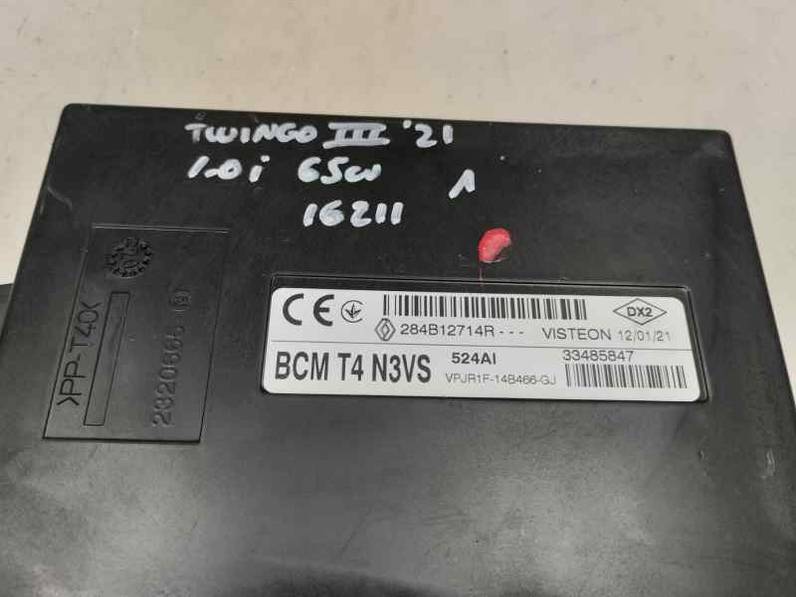 TWINGO III '21
1.0i 65cv 1
16211
>PP-T40<
CE
284B12714R--- VISTEON 12/01/21
DX2
BCM T4 N3VS 524AI 33485847
VPJR1F-14B466-GJ